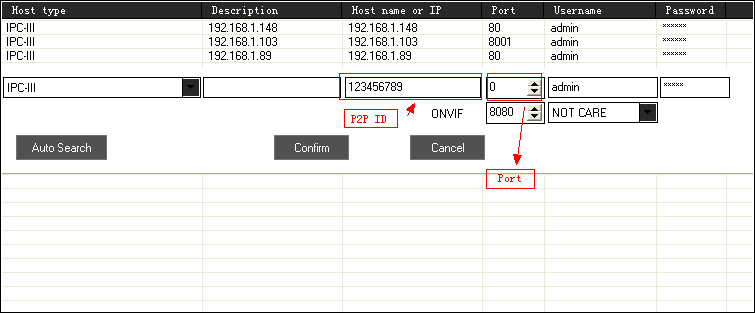 Host type Description Host name or IP Port Username Password
IPC-III 192.168.1.148 192.168.1.148 80 admin ******
IPC-III 192.168.1.103 192.168.1.103 8001 admin ******
IPC-III 192.168.1.89 192.168.1.89 80 admin ******
IPC-III 123456789 0 admin *****
P2P ID ONVIF 8080 NOT CARE
Auto Search Confirm Cancel
Port